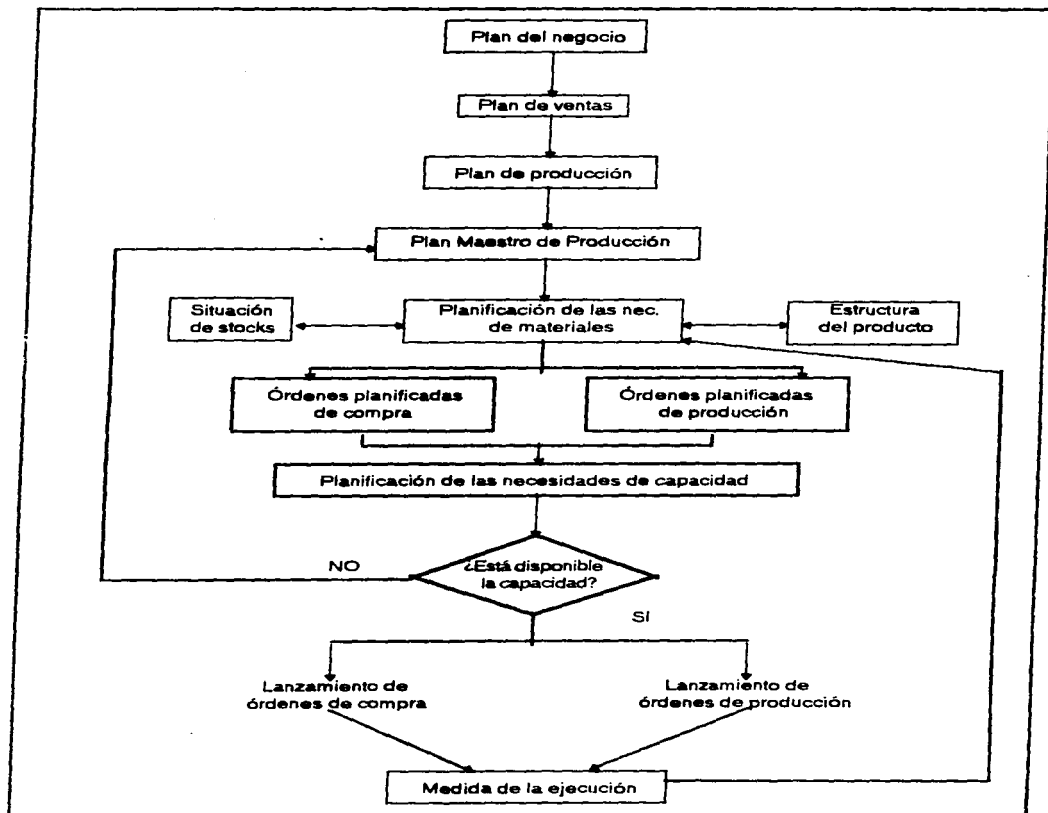 Plan del negocio
Plan de ventas
Plan de producción
Plan Maestro de Producción
Situación
de stocks
Planificación de las nec.
de materiales
Estructura
del producto
Órdenes planificadas
de compra
Órdenes planificadas
de producción
Planificación de las necesidades de capacidad
¿Está disponible
la capacidad?
NO
SI
Lanzamiento de
órdenes de compra
Lanzamiento de
órdenes de producción
Medida de la ejecución